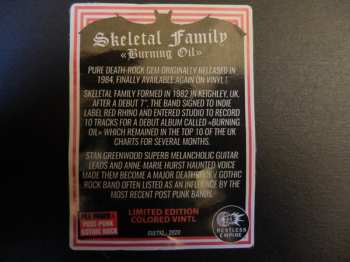 Skeletal Family
«Burning Oil»
PURE DEATH-ROCK GEM ORIGINALLY RELEASED IN
1984, FINALLY AVAILABLE AGAIN ON VINYL!
SKELETAL FAMILY FORMED IN 1982 IN KEIGHLEY, UK.
AFTER A DEBUT 7", THE BAND SIGNED TO INDIE
LABEL RED RHINO AND ENTERED STUDIO TO RECORD
10 TRACKS FOR A DEBUT ALBUM CALLED «BURNING
OIL» WHICH REMAINED IN THE TOP 10 OF THE UK
CHARTS FOR SEVERAL MONTHS.
STAN GREENWOOD SUPERB MELANCHOLIC GUITAR
LEADS AND ANNE-MARIE HURST HAUNTED VOICE
MADE THEM BECOME A MAJOR DEATHROCK / GOTHIC
ROCK BAND OFTEN LISTED AS AN INFLUENCE BY THE
MOST RECENT POST PUNK BANDS.
POST-PUNK
GOTHIC ROCK
LIMITED EDITION
COLORED VINYL
2020
RESTLESS
EMPIRE